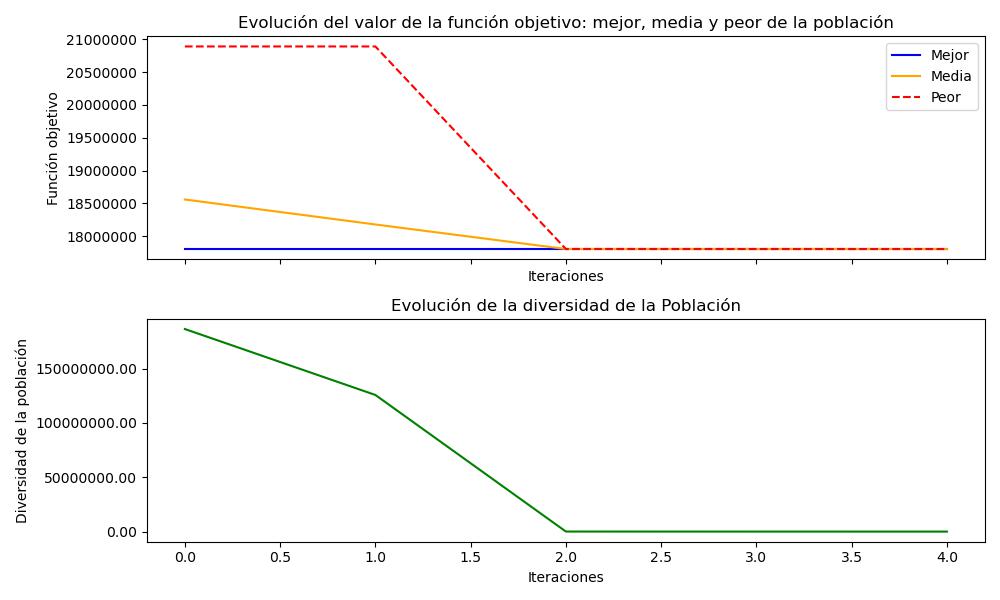 Evolución del valor de la función objetivo: mejor, media y peor de la población
21000000
20500000
20000000
19500000
19000000
18500000
18000000
Función objetivo
Mejor
Media
Peor
Iteraciones
Evolución de la diversidad de la Población
150000000.00
100000000.00
50000000.00
0.00
Diversidad de la población
0.0 0.5 1.0 1.5 2.0 2.5 3.0 3.5 4.0
Iteraciones